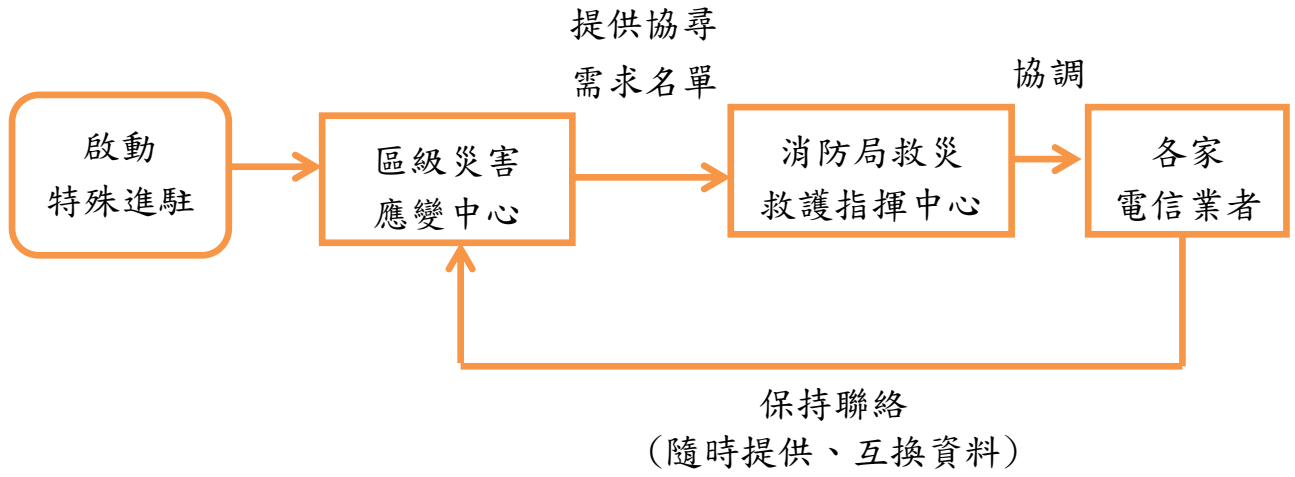 提供協尋
需求名單
協調
啟動
特殊進駐
區級災害
應變中心
消防局救災
救護指揮中心
各家
電信業者
保持聯絡
（隨時提供、互換資料）